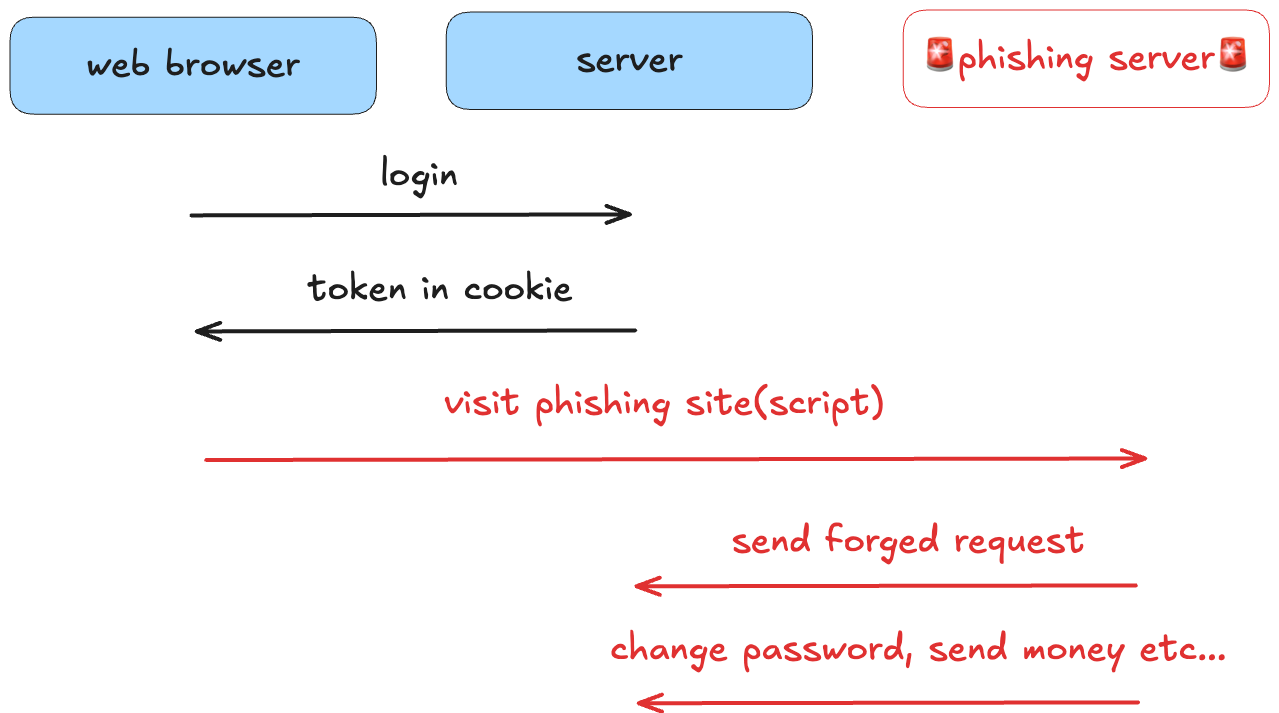 web browser
server
🚨phishing server🚨
login
token in cookie
visit phishing site(script)
send forged request
change password, send money etc...